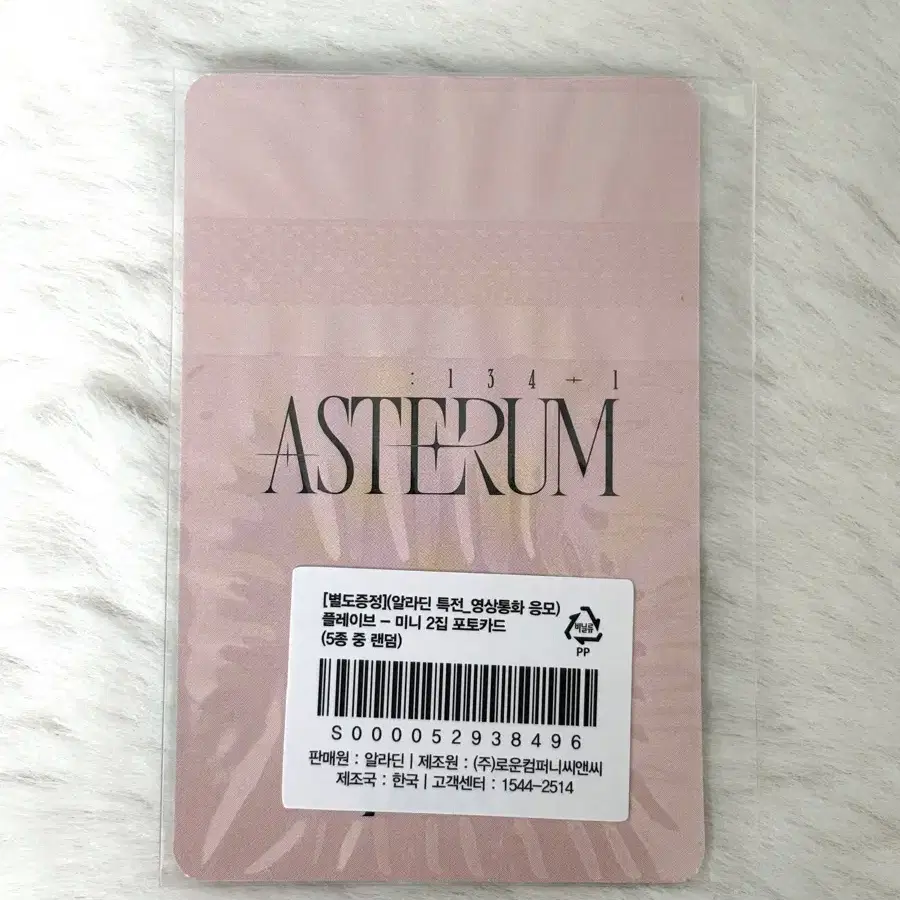 : 1 3 4 + 1
ASTERUM
[별도증정](알라딘 특전_영상통화 응모)
플레이브 - 미니 2집 포토카드
(5종 중 랜덤)
비닐류
PP
S000052938496
판매원 : 알라딘 | 제조원 : (주)로운컴퍼니씨앤씨
제조국 : 한국 | 고객센터 : 1544-2514